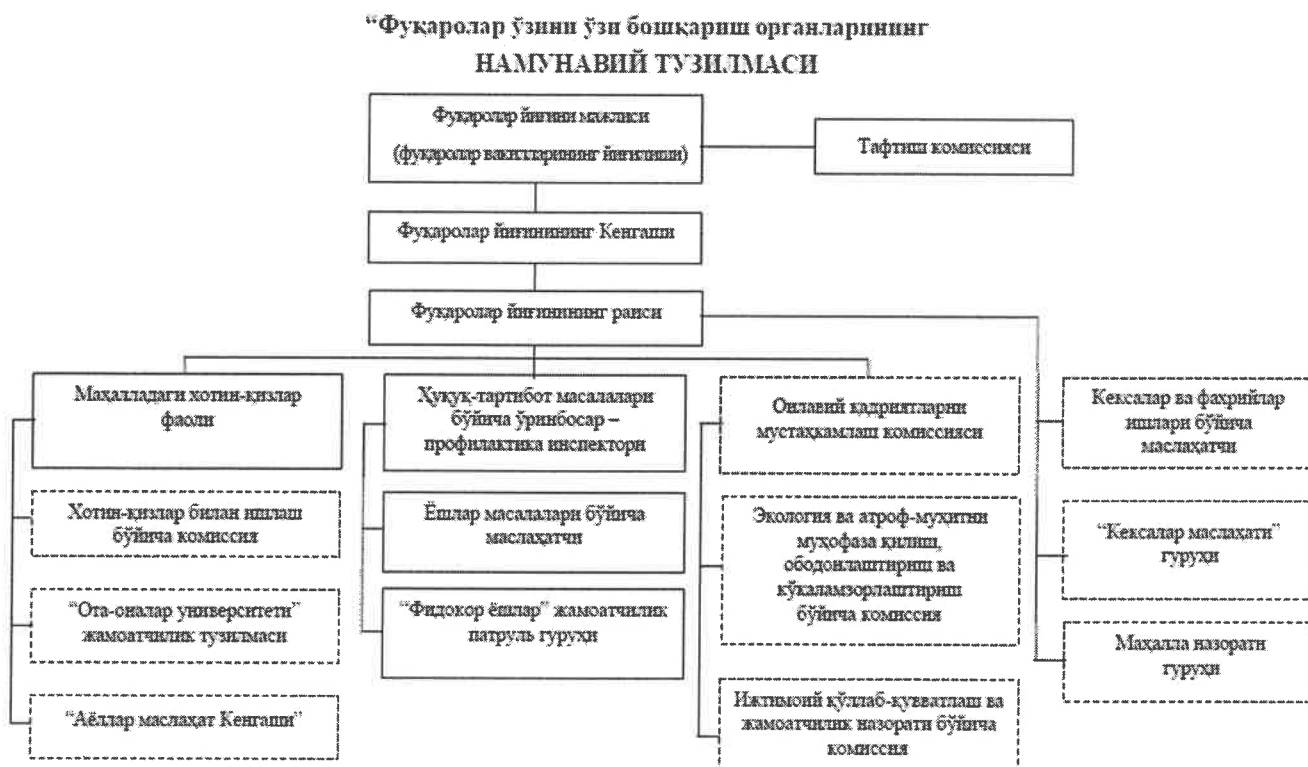 “Фуқаролар ўзини ўзи бошқариш органларининг
НАМУНАВИЙ ТУЗИЛМАСИ
Фуқаролар йиғини мажлиси
(фуқаролар вакилларининг йиғилиши)
Тафтиш комиссияси
Фуқаролар йиғинининг Кенгаши
Фуқаролар йиғинининг раиси
Маҳалладаги хотин-қизлар
фаоли
Хотин-қизлар билан ишлаш
бўйича комиссия
“Ота-оналар университети”
жамоатчилик тузилмаси
“Аёллар маслаҳат Кенгаши”
Ҳуқуқ-тартибот масалалари
бўйича ўринбосар –
профилактика инспектори
Ёшлар масалалари бўйича
маслаҳатчи
“Фидокор ёшлар” жамоатчилик
патруль гуруҳи
Оилавий қадриятларни
мустаҳкамлаш комиссияси
Экология ва атроф-муҳитни
муҳофаза қилиш,
ободонлаштириш ва
кўкаламзорлаштириш
бўйича комиссия
Ижтимоий қўллаб-қувватлаш ва
жамоатчилик назорати бўйича
комиссия
Кексалар ва фахрийлар
ишлари бўйича
маслаҳатчи
“Кексалар маслаҳати”
гуруҳи
Маҳалла назорати
гуруҳи